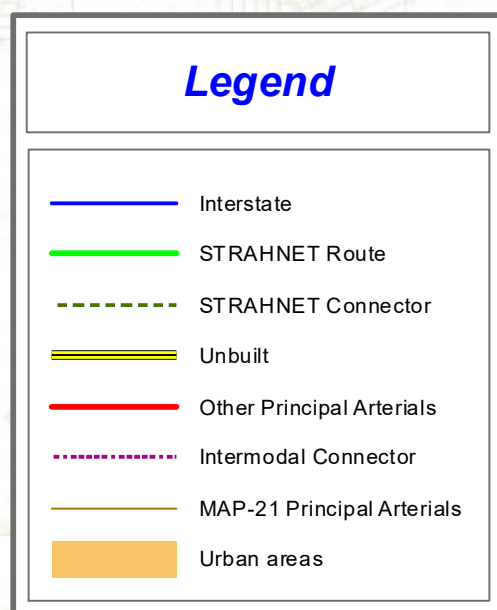 Legend
Interstate
STRAHNET Route
STRAHNET Connector
Unbuilt
Other Principal Arterials
Intermodal Connector
MAP-21 Principal Arterials
Urban areas